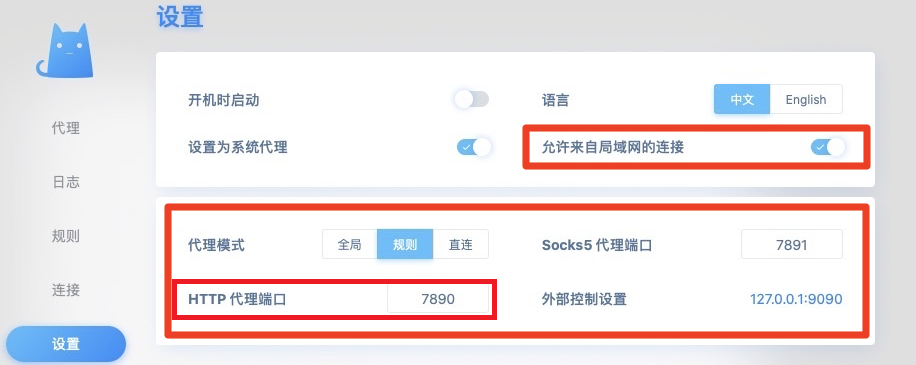 设置
代理
日志
规则
连接
设置
开机时启动
语言 中文 English
设置为系统代理
允许来自局域网的连接
代理模式 全局 规则 直连
Socks5 代理端口 7891
HTTP 代理端口 7890
外部控制设置 127.0.0.1:9090